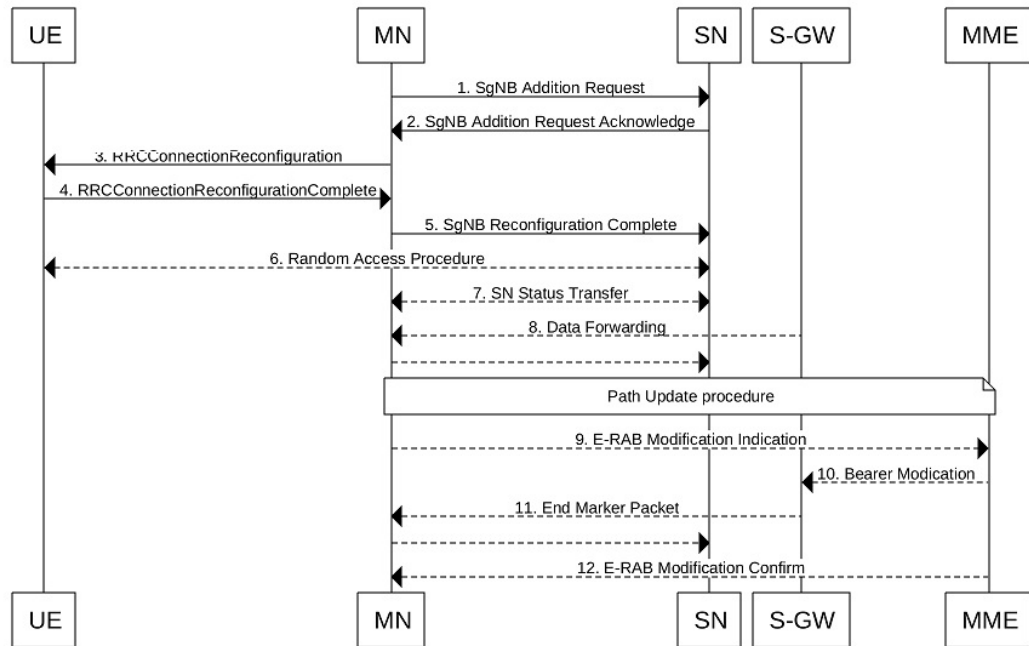 UE MN SN S-GW MME
1. SgNB Addition Request
2. SgNB Addition Request Acknowledge
3. RRCConnectionReconfiguration
4. RRCConnectionReconfigurationComplete
5. SgNB Reconfiguration Complete
6. Random Access Procedure
7. SN Status Transfer
8. Data Forwarding
Path Update procedure
9. E-RAB Modification Indication
10. Bearer Modication
11. End Marker Packet
12. E-RAB Modification Confirm
UE MN SN S-GW MME